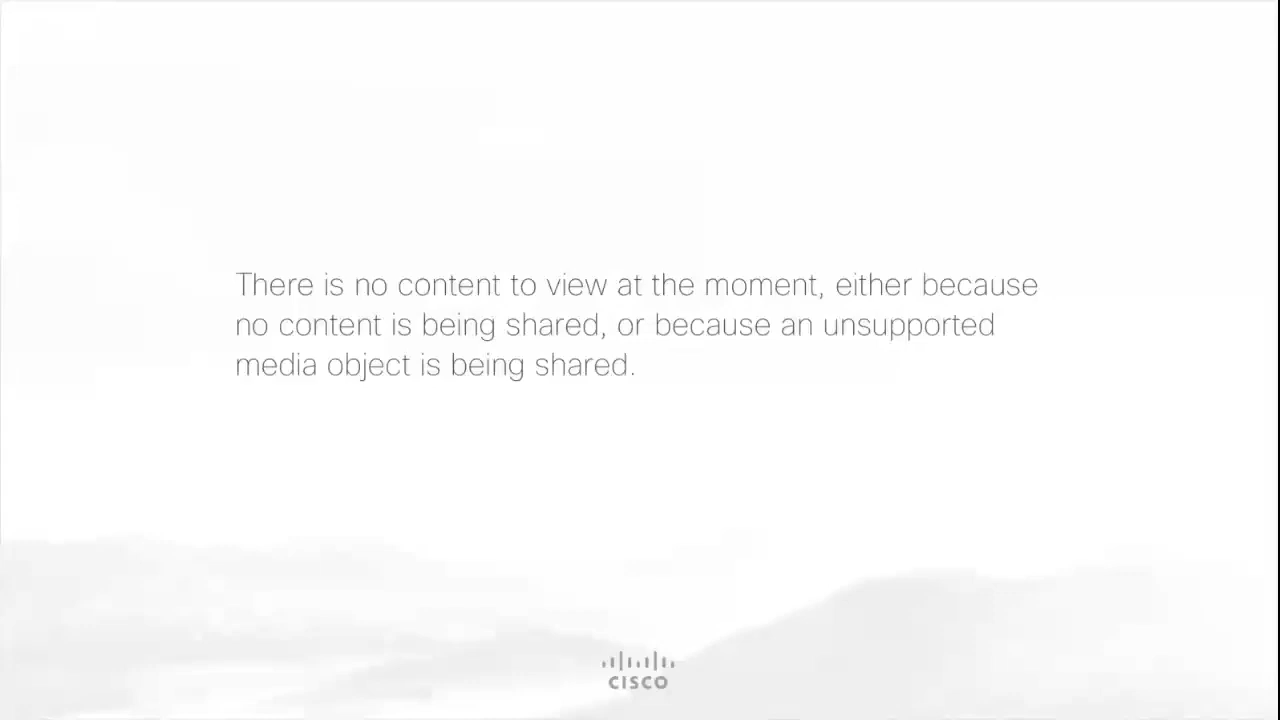 There is no content to view at the moment, either because
no content is being shared, or because an unsupported
media object is being shared.
CISCO